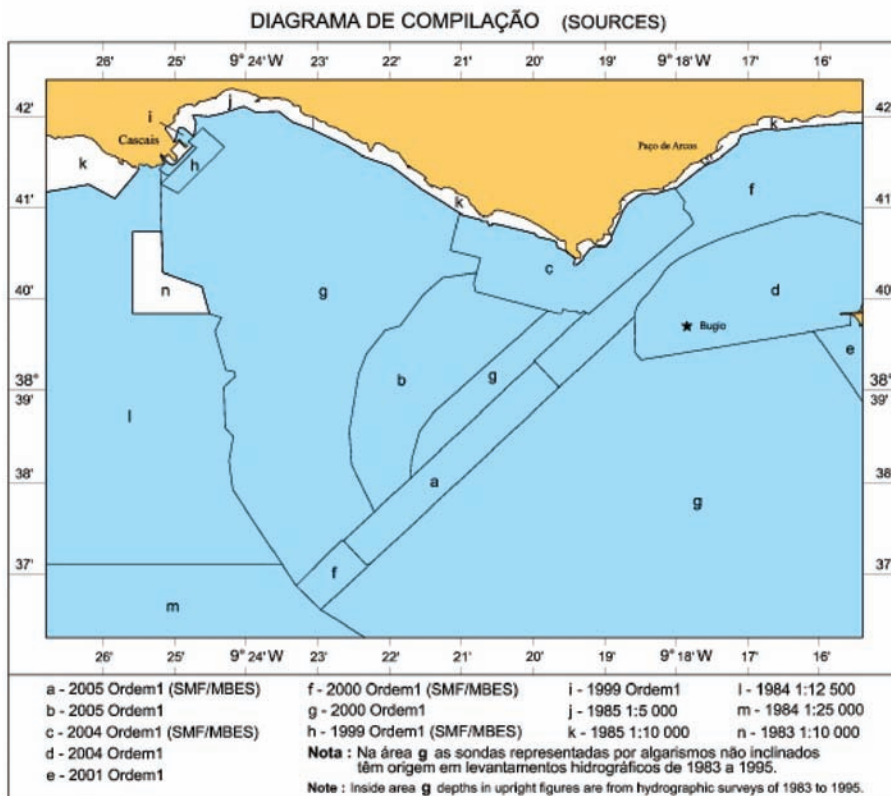 DIAGRAMA DE COMPILAÇÃO (SOURCES)
26' 25' 9° 24' W 23' 22' 21' 20' 19' 9° 18' W 17' 16'
42' 42'
i j
Cascais
k
Paço de Arcos
k h
f
41' 41'
k
c
n g d
40' 40'
Bugio
e
b g
38° 38°
39' 39'
l
38' 38'
a
g
37' 37'
f
m
26' 25' 9° 24' W 23' 22' 21' 20' 19' 9° 18' W 17' 16'
a - 2005 Ordem1 (SMF/MBES)
b - 2005 Ordem1
c - 2004 Ordem1 (SMF/MBES)
d - 2004 Ordem1
e - 2001 Ordem1
f - 2000 Ordem1 (SMF/MBES)
g - 2000 Ordem1
h - 1999 Ordem1 (SMF/MBES)
i - 1999 Ordem1
j - 1985 1:5 000
k - 1985 1:10 000
l - 1984 1:12 500
m - 1984 1:25 000
n - 1983 1:10 000
Nota : Na área g as sondas representadas por algarismos não inclinados
têm origem em levantamentos hidrográficos de 1983 a 1995.
Note : Inside area g depths in upright figures are from hydrographic surveys of 1983 to 1995.